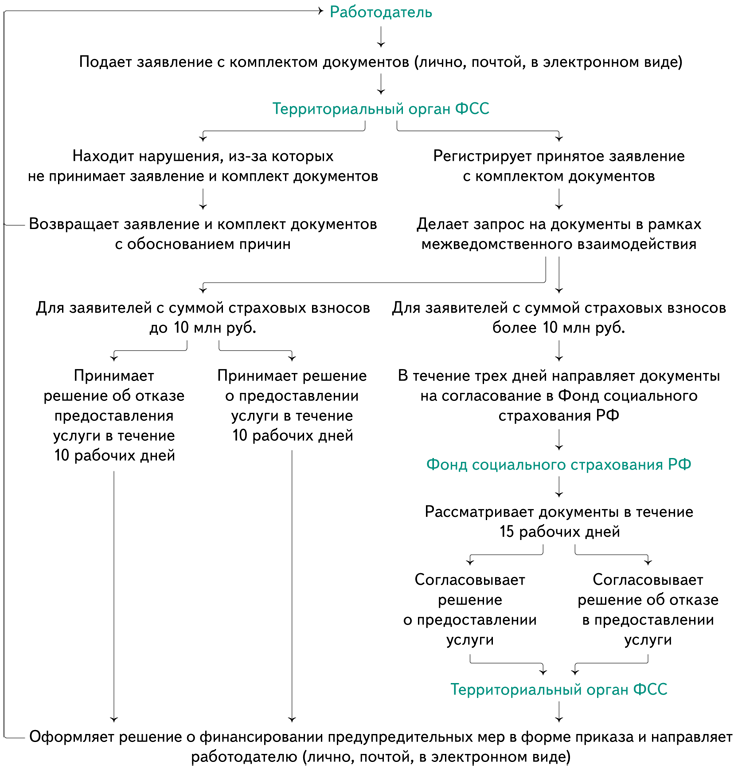 Работодатель
Подает заявление с комплектом документов (лично, почтой, в электронном виде)
Территориальный орган ФСС
Находит нарушения, из-за которых
не принимает заявление и комплект документов
Регистрирует принятое заявление
с комплектом документов
Возвращает заявление и комплект документов
с обоснованием причин
Делает запрос на документы в рамках
межведомственного взаимодействия
Для заявителей с суммой страховых взносов
до 10 млн руб.
Для заявителей с суммой страховых взносов
более 10 млн руб.
Принимает
решение об отказе
предоставления
услуги в течение
10 рабочих дней
Принимает решение
о предоставлении
услуги в течение
10 рабочих дней
В течение трех дней направляет документы
на согласование в Фонд социального
страхования РФ
Фонд социального страхования РФ
Рассматривает документы в течение
15 рабочих дней
Согласовывает
решение
о предоставлении
услуги
Согласовывает
решение об отказе
в предоставлении
услуги
Территориальный орган ФСС
Оформляет решение о финансировании предупредительных мер в форме приказа и направляет
работодателю (лично, почтой, в электронном виде)